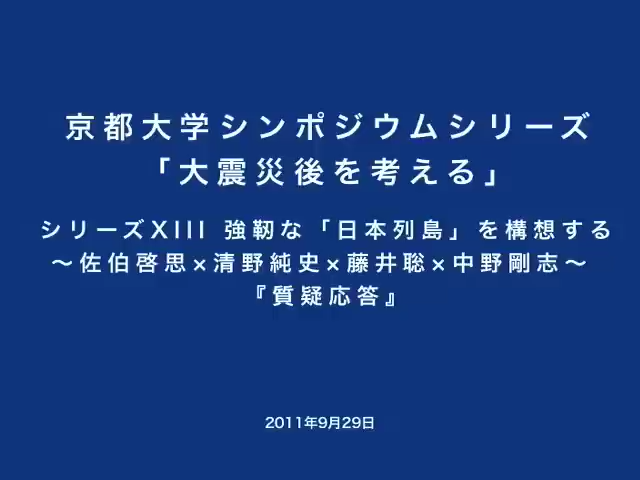 京都大学シンポジウムシリーズ
「大震災後を考える」
シリーズXIII 強靭な「日本列島」を構想する
～佐伯啓思×清野純史×藤井聡×中野剛志～
『質疑応答』
2011年9月29日